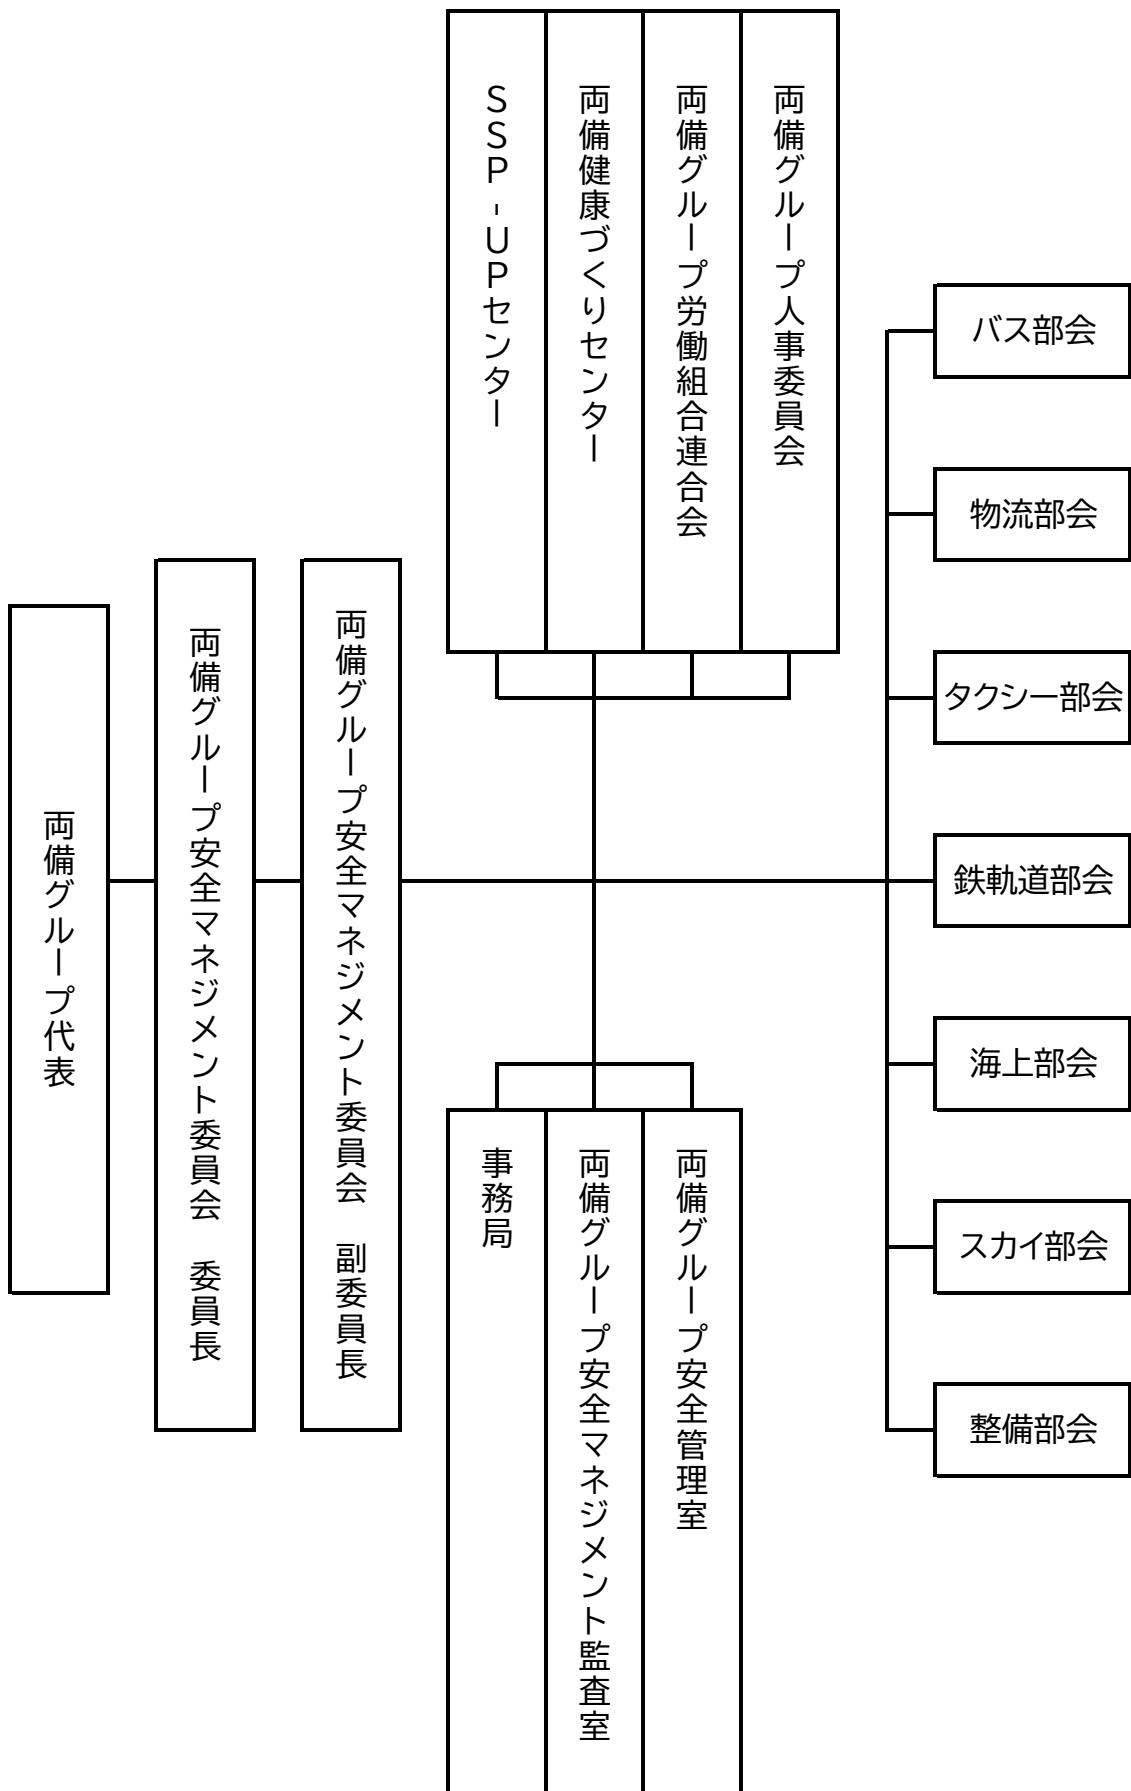 両備グループ代表
両備グループ安全マネジメント委員会　委員長
両備グループ安全マネジメント委員会　副委員長
SSP-UPセンター
両備健康づくりセンター
両備グループ労働組合連合会
両備グループ人事委員会
事務局
両備グループ安全マネジメント監査室
両備グループ安全管理室
バス部会
物流部会
タクシー部会
鉄軌道部会
海上部会
スカイ部会
整備部会